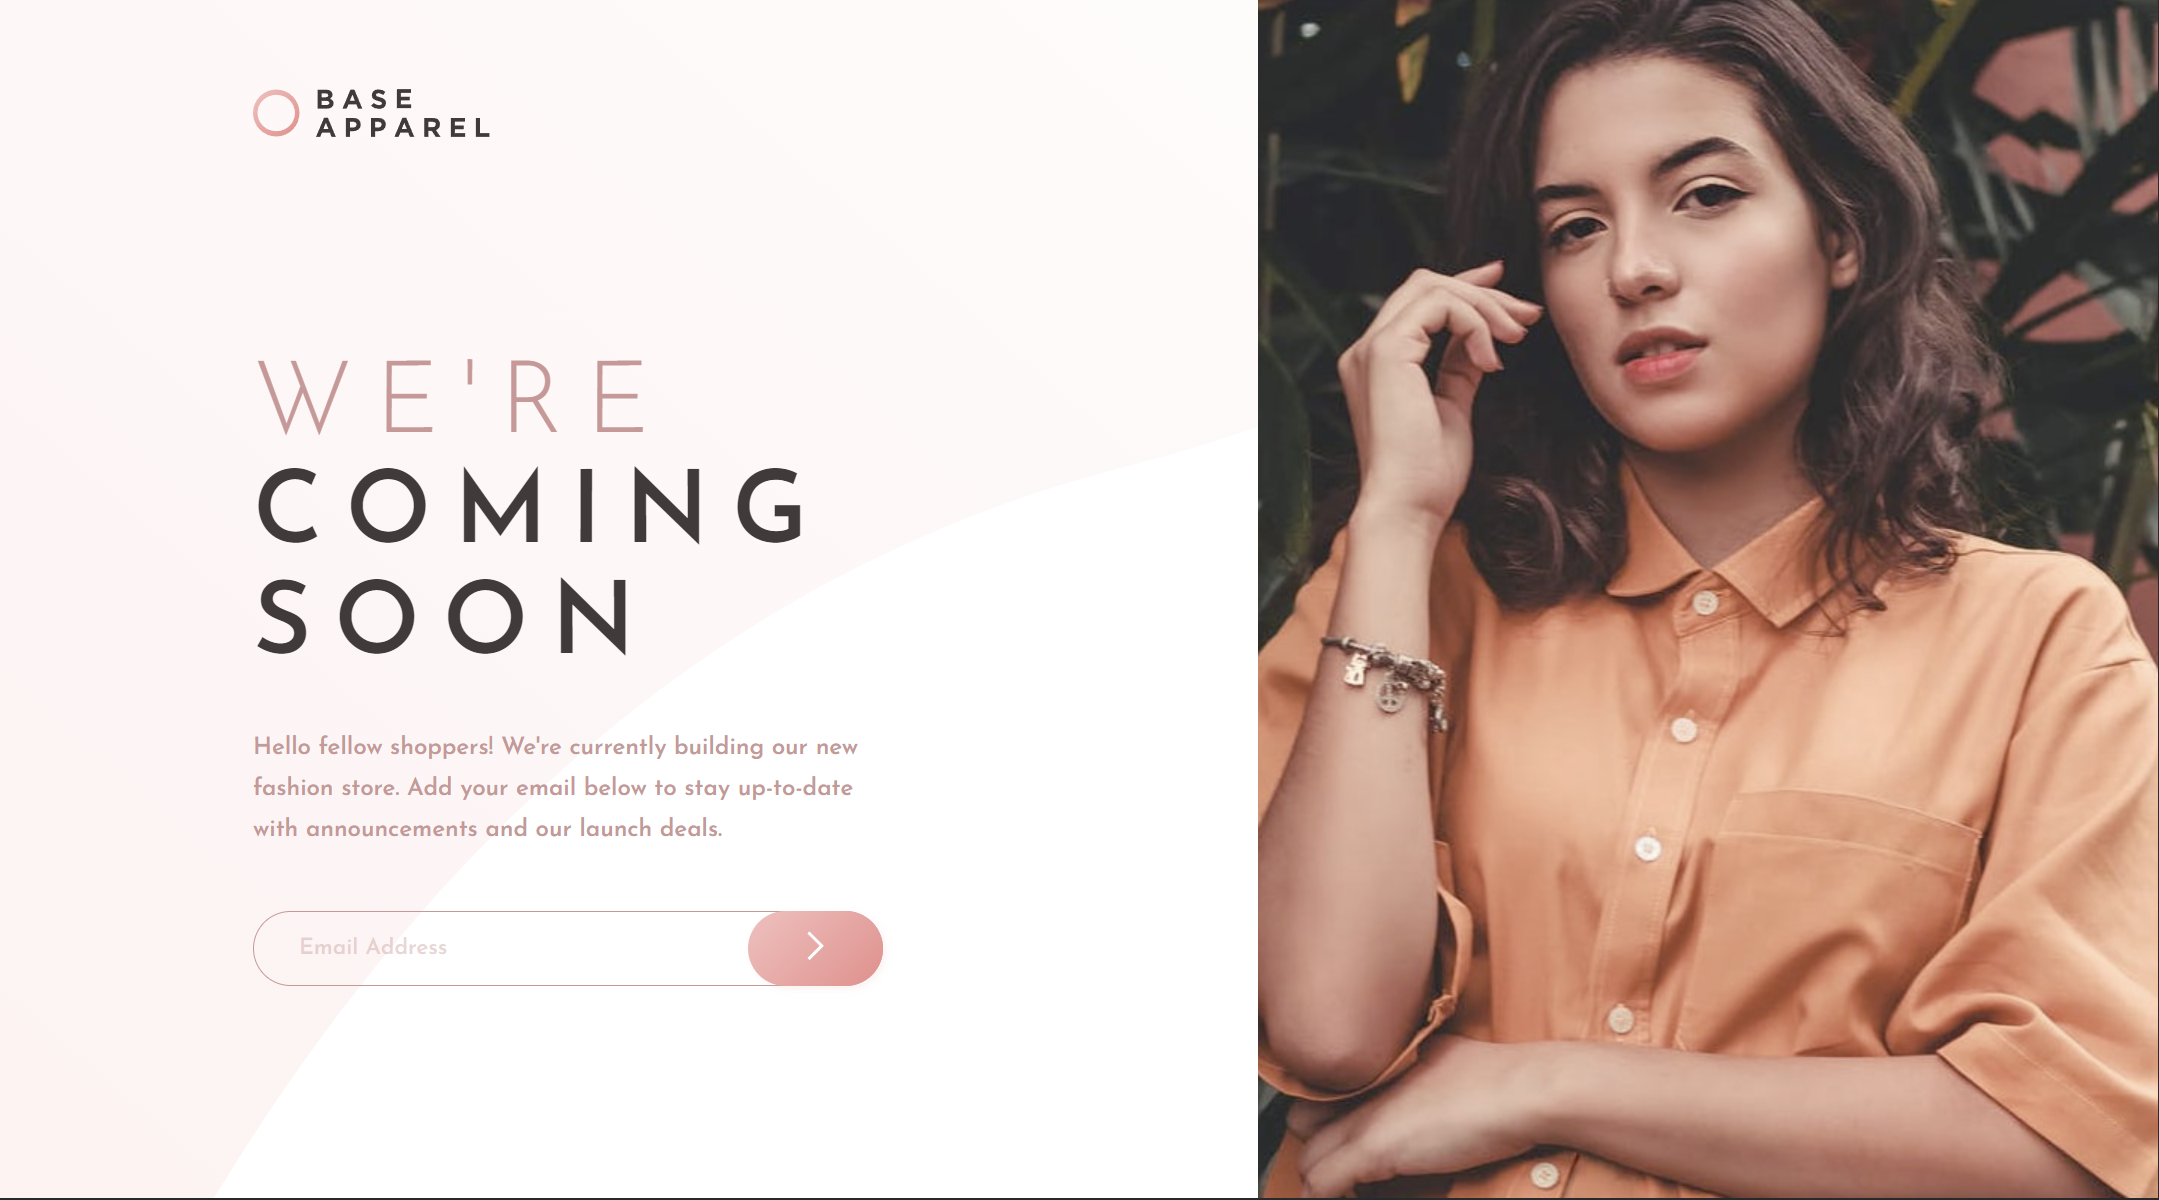 BASE
APPAREL
WE'RE
COMING
SOON
Hello fellow shoppers! We're currently building our new
fashion store. Add your email below to stay up-to-date
with announcements and our launch deals.
Email Address